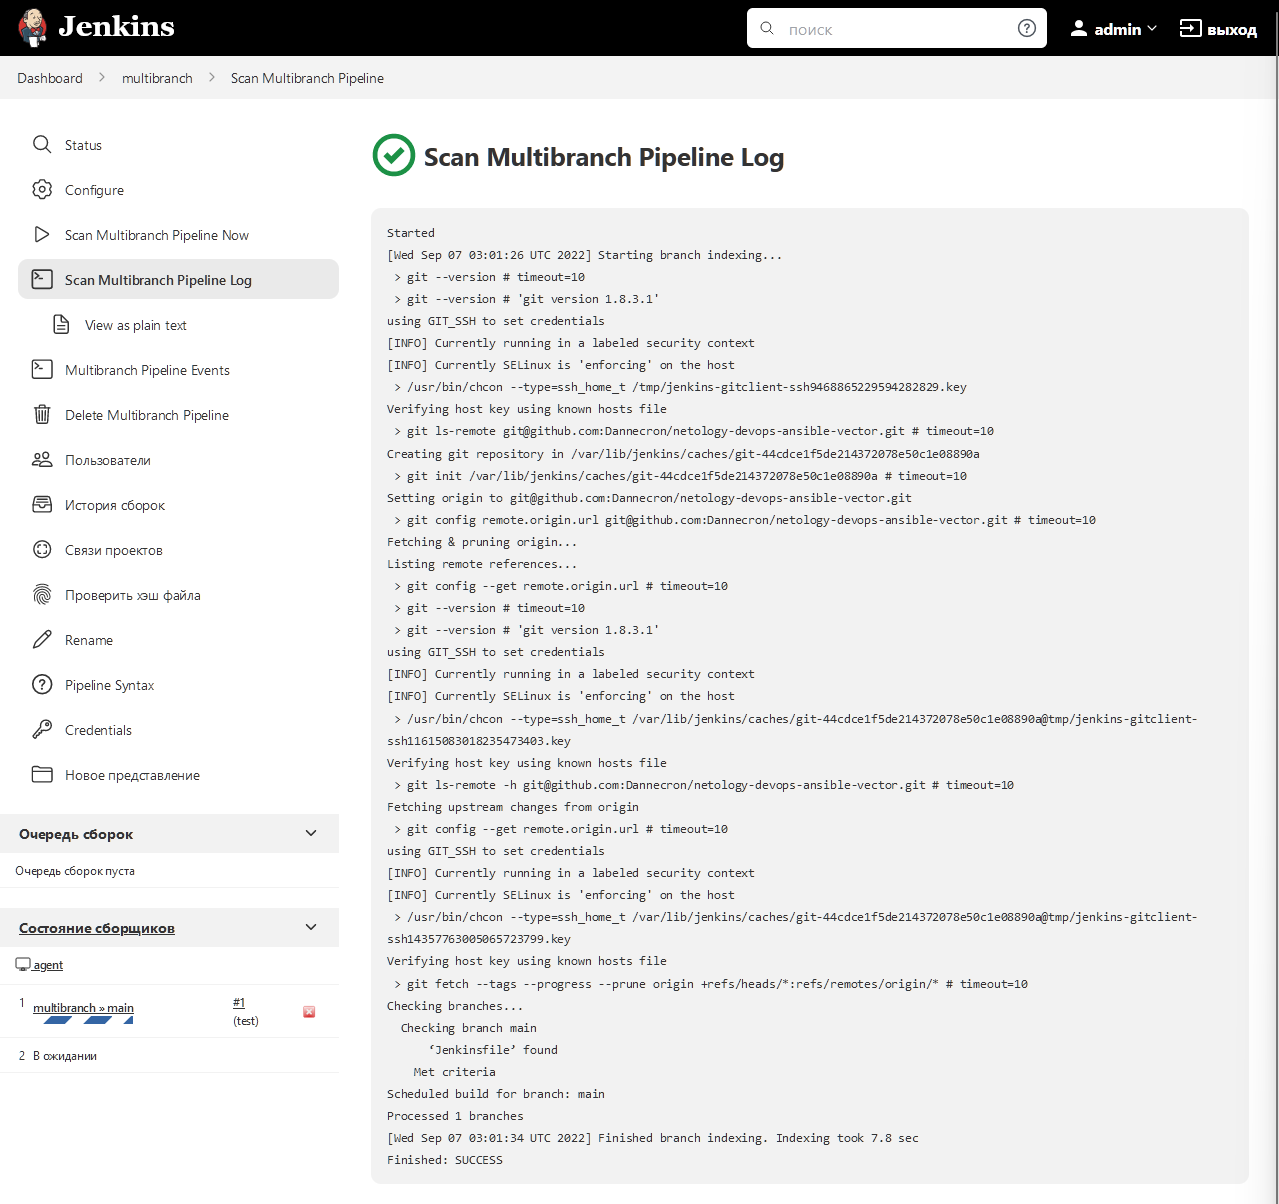 Jenkins
поиск
admin
выход
Dashboard
multibranch
Scan Multibranch Pipeline
Status
Configure
Scan Multibranch Pipeline Now
Scan Multibranch Pipeline Log
View as plain text
Multibranch Pipeline Events
Delete Multibranch Pipeline
Пользователи
История сборок
Связи проектов
Проверить хэш файла
Rename
Pipeline Syntax
Credentials
Новое представление
Очередь сборок
Очередь сборок пуста
Состояние сборщиков
agent
1 multibranch » main #1
(test)
2 В ожидании
Scan Multibranch Pipeline Log
Started
[Wed Sep 07 03:01:26 UTC 2022] Starting branch indexing...
> git --version # timeout=10
> git --version # 'git version 1.8.3.1'
using GIT_SSH to set credentials
[INFO] Currently running in a labeled security context
[INFO] Currently SELinux is 'enforcing' on the host
> /usr/bin/chcon --type=ssh_home_t /tmp/jenkins-gitclient-ssh9468865229594282829.key
Verifying host key using known hosts file
> git ls-remote git@github.com:Dannecron/netology-devops-ansible-vector.git # timeout=10
Creating git repository in /var/lib/jenkins/caches/git-44cdce1f5de214372078e50c1e08890a
> git init /var/lib/jenkins/caches/git-44cdce1f5de214372078e50c1e08890a # timeout=10
Setting origin to git@github.com:Dannecron/netology-devops-ansible-vector.git
> git config remote.origin.url git@github.com:Dannecron/netology-devops-ansible-vector.git # timeout=10
Fetching & pruning origin...
Listing remote references...
> git config --get remote.origin.url # timeout=10
> git --version # timeout=10
> git --version # 'git version 1.8.3.1'
using GIT_SSH to set credentials
[INFO] Currently running in a labeled security context
[INFO] Currently SELinux is 'enforcing' on the host
> /usr/bin/chcon --type=ssh_home_t /var/lib/jenkins/caches/git-44cdce1f5de214372078e50c1e08890a@tmp/jenkins-gitclient-
ssh11615083018235473403.key
Verifying host key using known hosts file
> git ls-remote -h git@github.com:Dannecron/netology-devops-ansible-vector.git # timeout=10
Fetching upstream changes from origin
> git config --get remote.origin.url # timeout=10
using GIT_SSH to set credentials
[INFO] Currently running in a labeled security context
[INFO] Currently SELinux is 'enforcing' on the host
> /usr/bin/chcon --type=ssh_home_t /var/lib/jenkins/caches/git-44cdce1f5de214372078e50c1e08890a@tmp/jenkins-gitclient-
ssh14357763005065723799.key
Verifying host key using known hosts file
> git fetch --tags --progress --prune origin +refs/heads/*:refs/remotes/origin/* # timeout=10
Checking branches...
Checking branch main
‘Jenkinsfile’ found
Met criteria
Scheduled build for branch: main
Processed 1 branches
[Wed Sep 07 03:01:34 UTC 2022] Finished branch indexing. Indexing took 7.8 sec
Finished: SUCCESS